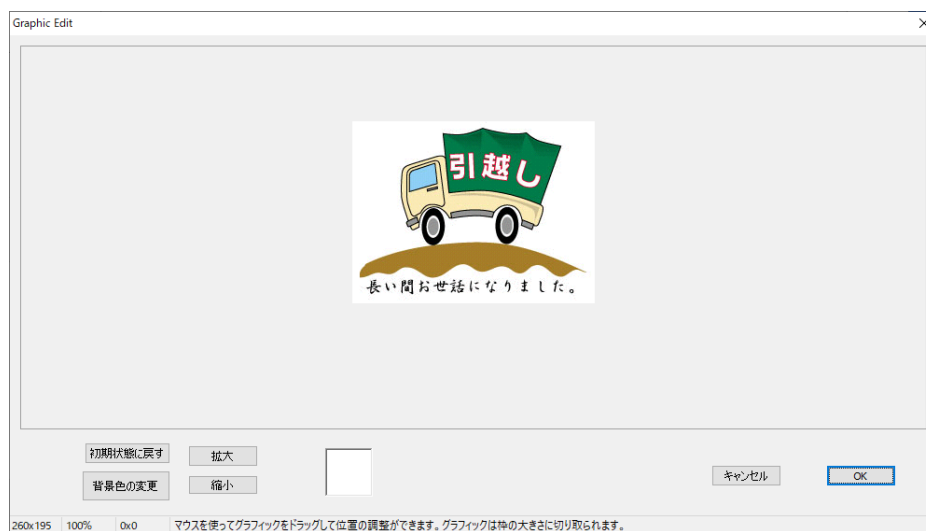 Graphic Edit
引越し
長い間お世話になりました。
初期状態に戻す
拡大
背景色の変更
縮小
キャンセル
OK
260x195 100% 0x0 マウスを使ってグラフィックをドラッグして位置の調整ができます。グラフィックは枠の大きさに切り取られます。